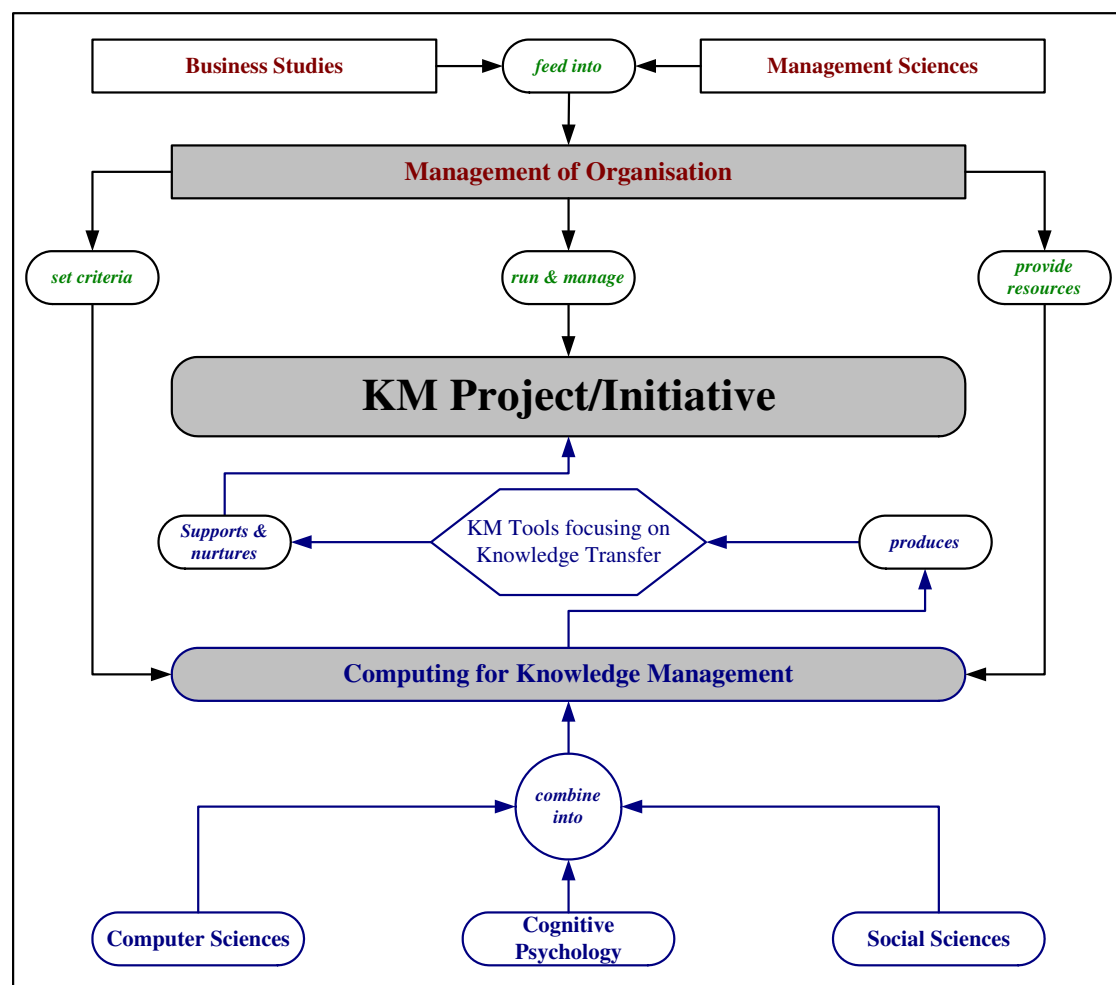 Business Studies
feed into
Management Sciences
Management of Organisation
set criteria
run & manage
provide
resources
KM Project/Initiative
Supports &
nurtures
KM Tools focusing on
Knowledge Transfer
produces
Computing for Knowledge Management
combine
into
Computer Sciences
Cognitive
Psychology
Social Sciences